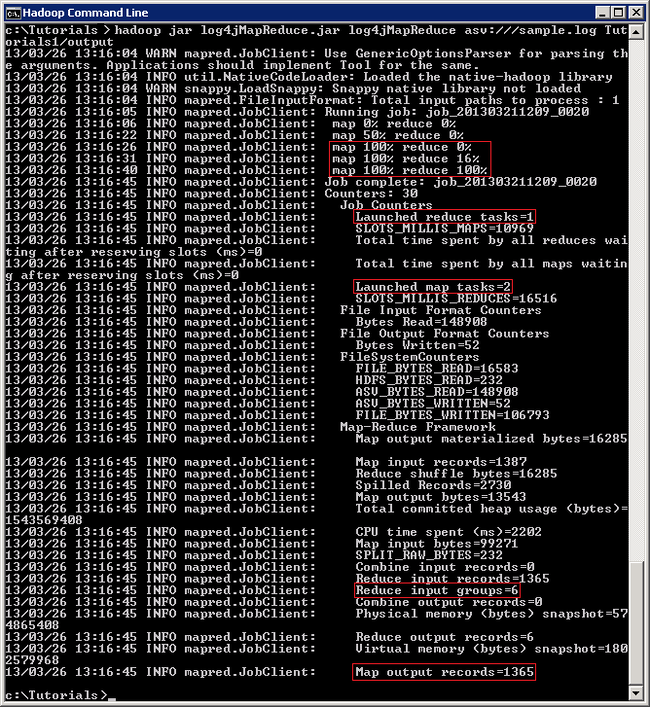 Hadoop Command Line
c:\Tutorials>hadoop jar log4jMapReduce.jar log4jMapReduce asv:///sample.log Tut
orials1/output
13/03/26 13:16:04 WARN mapred.JobClient: Use GenericOptionsParser for parsing th
e arguments. Applications should implement Tool for the same.
13/03/26 13:16:04 INFO util.NativeCodeLoader: Loaded the native-hadoop library
13/03/26 13:16:04 WARN snappy.LoadSnappy: Snappy native library not loaded
13/03/26 13:16:04 INFO mapred.FileInputFormat: Total input paths to process : 1
13/03/26 13:16:05 INFO mapred.JobClient: Running job: job_201303211209_0020
13/03/26 13:16:06 INFO mapred.JobClient:  map 0% reduce 0%
13/03/26 13:16:22 INFO mapred.JobClient:  map 50% reduce 0%
13/03/26 13:16:26 INFO mapred.JobClient:  map 100% reduce 0%
13/03/26 13:16:31 INFO mapred.JobClient:  map 100% reduce 16%
13/03/26 13:16:40 INFO mapred.JobClient:  map 100% reduce 100%
13/03/26 13:16:45 INFO mapred.JobClient: Job complete: job_201303211209_0020
13/03/26 13:16:45 INFO mapred.JobClient: Counters: 30
13/03/26 13:16:45 INFO mapred.JobClient:   Job Counters
13/03/26 13:16:45 INFO mapred.JobClient:     Launched reduce tasks=1
13/03/26 13:16:45 INFO mapred.JobClient:     SLOTS_MILLIS_MAPS=10969
13/03/26 13:16:45 INFO mapred.JobClient:     Total time spent by all reduces wai
ting after reserving slots (ms)=0
13/03/26 13:16:45 INFO mapred.JobClient:     Total time spent by all maps waitin
g after reserving slots (ms)=0
13/03/26 13:16:45 INFO mapred.JobClient:     Launched map tasks=2
13/03/26 13:16:45 INFO mapred.JobClient:     SLOTS_MILLIS_REDUCES=16516
13/03/26 13:16:45 INFO mapred.JobClient:   File Input Format Counters
13/03/26 13:16:45 INFO mapred.JobClient:     Bytes Read=148908
13/03/26 13:16:45 INFO mapred.JobClient:   File Output Format Counters
13/03/26 13:16:45 INFO mapred.JobClient:     Bytes Written=52
13/03/26 13:16:45 INFO mapred.JobClient:   FileSystemCounters
13/03/26 13:16:45 INFO mapred.JobClient:     FILE_BYTES_READ=16583
13/03/26 13:16:45 INFO mapred.JobClient:     HDFS_BYTES_READ=232
13/03/26 13:16:45 INFO mapred.JobClient:     ASV_BYTES_READ=148908
13/03/26 13:16:45 INFO mapred.JobClient:     ASV_BYTES_WRITTEN=52
13/03/26 13:16:45 INFO mapred.JobClient:     FILE_BYTES_WRITTEN=106793
13/03/26 13:16:45 INFO mapred.JobClient:   Map-Reduce Framework
13/03/26 13:16:45 INFO mapred.JobClient:     Map output materialized bytes=16285
13/03/26 13:16:45 INFO mapred.JobClient:     Map input records=1387
13/03/26 13:16:45 INFO mapred.JobClient:     Reduce shuffle bytes=16285
13/03/26 13:16:45 INFO mapred.JobClient:     Spilled Records=2730
13/03/26 13:16:45 INFO mapred.JobClient:     Map output bytes=13543
13/03/26 13:16:45 INFO mapred.JobClient:     Total committed heap usage (bytes)=
1543569408
13/03/26 13:16:45 INFO mapred.JobClient:     CPU time spent (ms)=2202
13/03/26 13:16:45 INFO mapred.JobClient:     Map input bytes=99271
13/03/26 13:16:45 INFO mapred.JobClient:     SPLIT_RAW_BYTES=232
13/03/26 13:16:45 INFO mapred.JobClient:     Combine input records=0
13/03/26 13:16:45 INFO mapred.JobClient:     Reduce input records=1365
13/03/26 13:16:45 INFO mapred.JobClient:     Reduce input groups=6
13/03/26 13:16:45 INFO mapred.JobClient:     Combine output records=0
13/03/26 13:16:45 INFO mapred.JobClient:     Physical memory (bytes) snapshot=57
4865408
13/03/26 13:16:45 INFO mapred.JobClient:     Reduce output records=6
13/03/26 13:16:45 INFO mapred.JobClient:     Virtual memory (bytes) snapshot=180
2579968
13/03/26 13:16:45 INFO mapred.JobClient:     Map output records=1365
c:\Tutorials>_